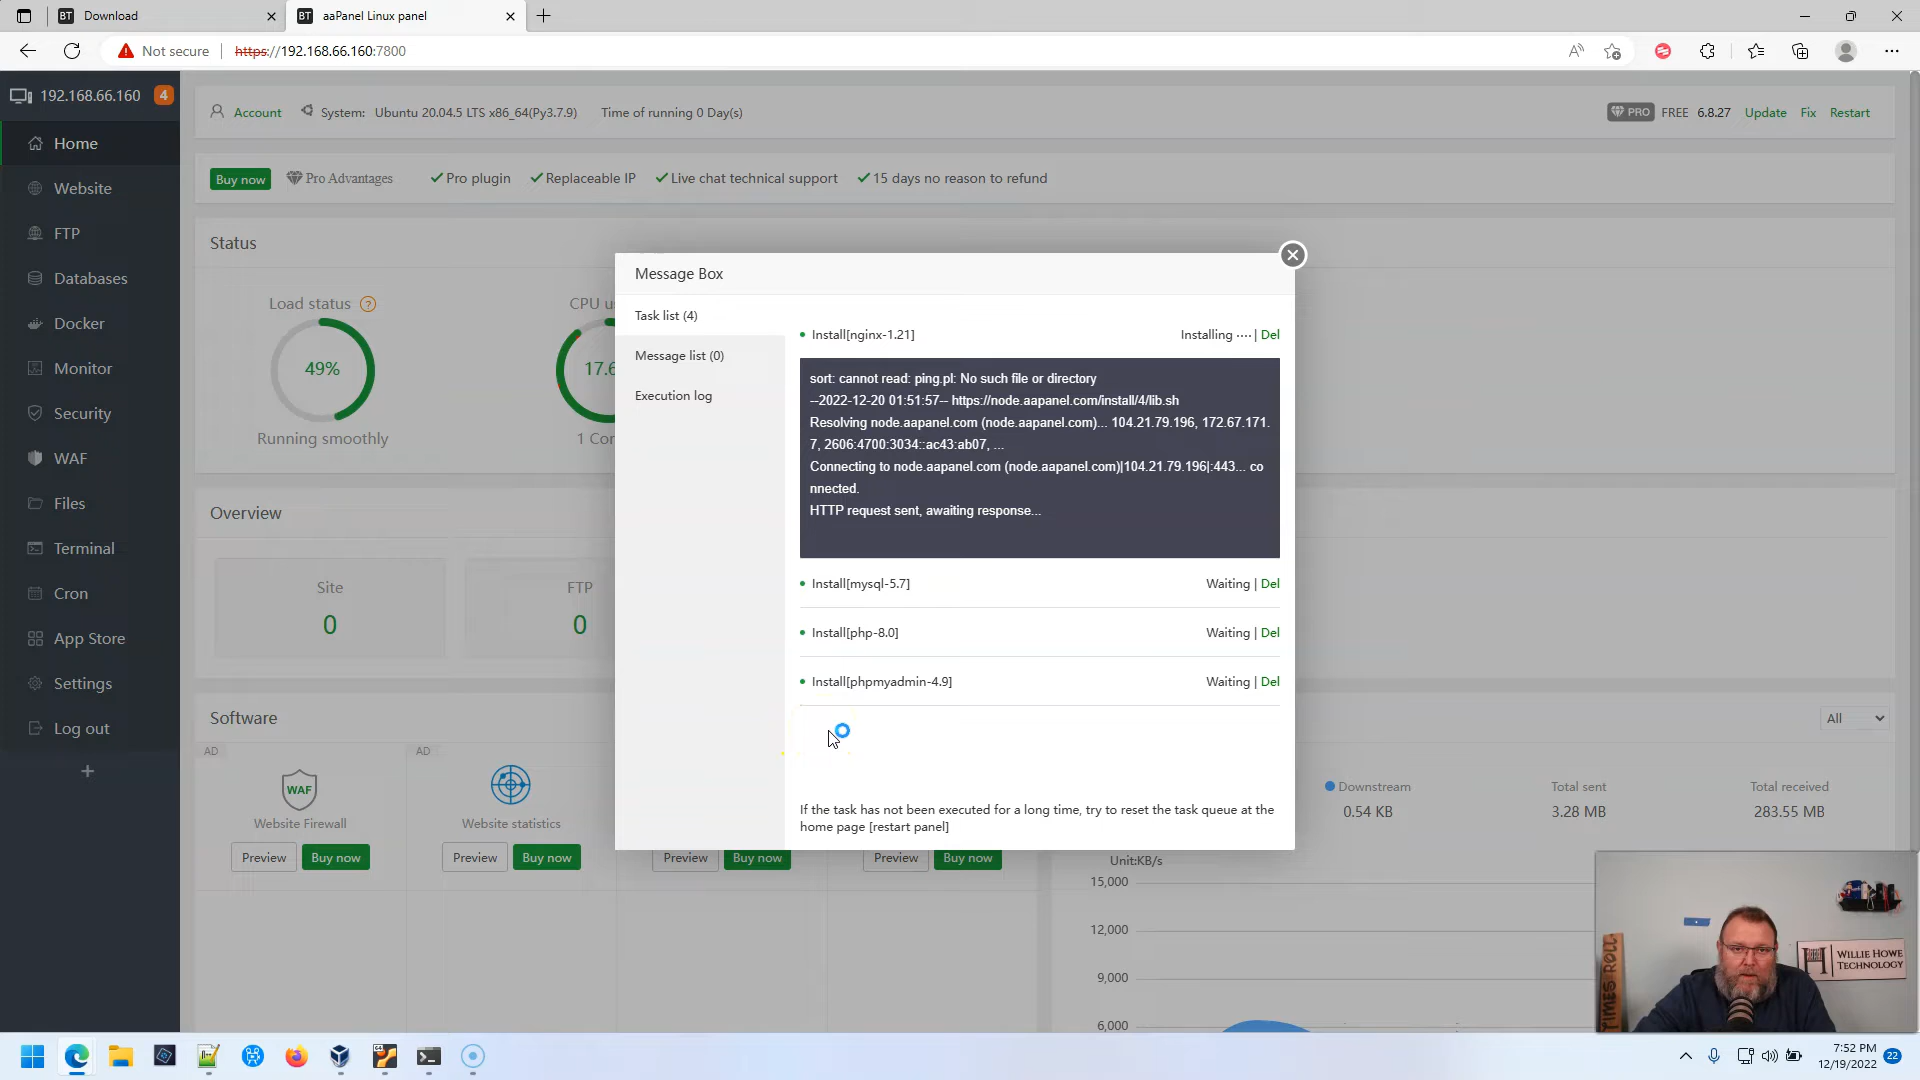 Download
aaPanel Linux panel
Not secure
https://192.168.66.160:7800
192.168.66.160 4
Home
Website
FTP
Databases
Docker
Monitor
Security
WAF
Files
Terminal
Cron
App Store
Settings
Log out
Account System: Ubuntu 20.04.5 LTS x86_64(Py3.7.9) Time of running 0 Day(s)
PRO FREE 6.8.27 Update Fix Restart
Buy now Pro Advantages Pro plugin Replaceable IP Live chat technical support 15 days no reason to refund
Status
Load status ?
49%
Running smoothly
CPU u
17.6
1 Cor
Overview
Site
0
FTP
0
Software
AD
WAF
Website Firewall
Preview Buy now
AD
Website statistics
Preview Buy now
Preview Buy now
Preview Buy now
Message Box
Task list (4)
Message list (0)
Execution log
Install[nginx-1.21] Installing ···· | Del
sort: cannot read: ping.pl: No such file or directory
--2022-12-20 01:51:57-- https://node.aapanel.com/install/4/lib.sh
Resolving node.aapanel.com (node.aapanel.com)... 104.21.79.196, 172.67.171.
7, 2606:4700:3034::ac43:ab07, ...
Connecting to node.aapanel.com (node.aapanel.com)|104.21.79.196|:443... co
nnected.
HTTP request sent, awaiting response...
Install[mysql-5.7] Waiting | Del
Install[php-8.0] Waiting | Del
Install[phpmyadmin-4.9] Waiting | Del
If the task has not been executed for a long time, try to reset the task queue at the
home page [restart panel]
All
Downstream
0.54 KB
Total sent
3.28 MB
Total received
283.55 MB
Unit:KB/s
15,000
12,000
9,000
6,000
TIMES ROLL
WILLIE HOWE
TECHNOLOGY
7:52 PM
12/19/2022
22